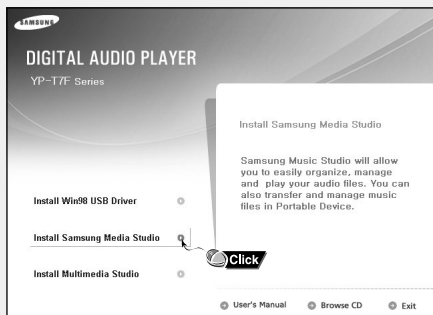 SAMSUNG
DIGITAL AUDIO PLAYER
YP-T7F Series
Install Samsung Media Studio
Samsung Music Studio will allow
you to easily organize, manage
and play your audio files. You can
also transfer and manage music
files in Portable Device.
Install Win98 USB Driver
Install Samsung Media Studio
Click
Install Multimedia Studio
User's Manual
Browse CD
Exit